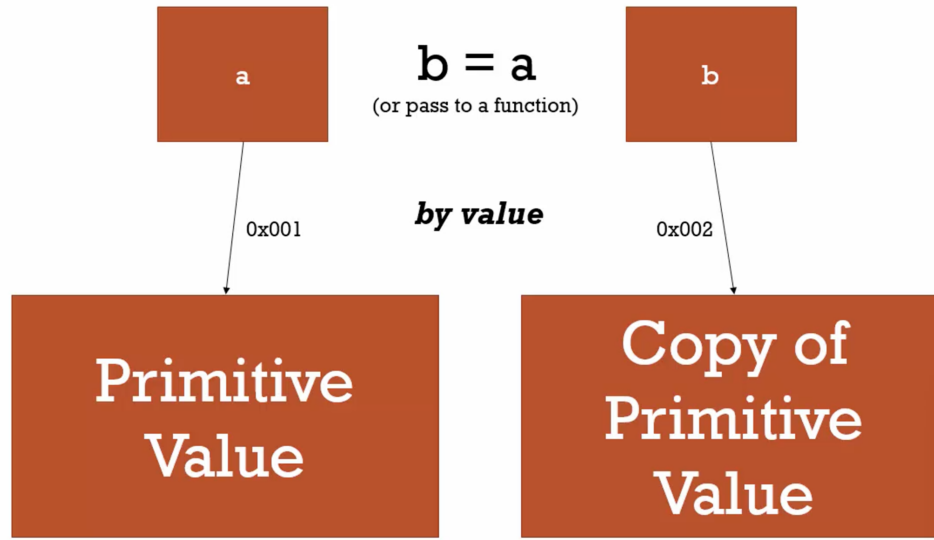 a
b = a
(or pass to a function)
b
by value
0x001
0x002
Primitive
Value
Copy of
Primitive
Value